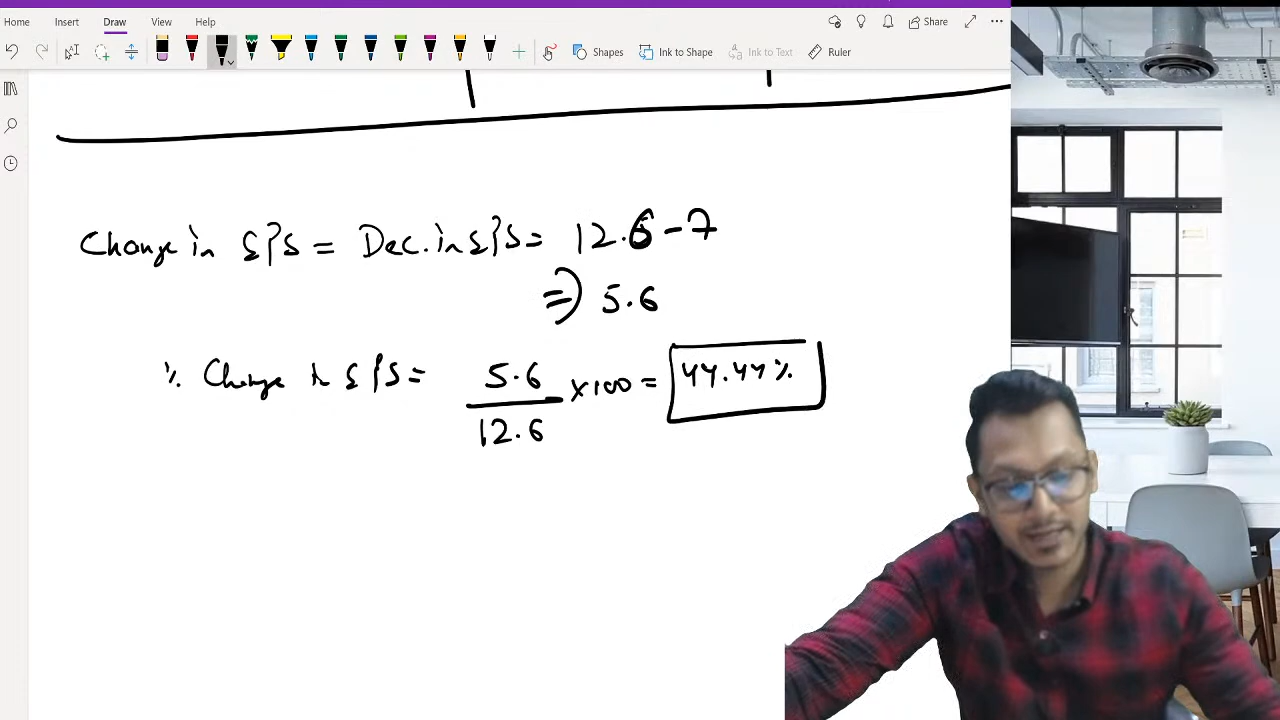 Home Insert Draw View Help Share
Shapes Ink to Shape Ink to Text Ruler
Change in EPS = Dec. in EPS = 12.6 - 7
⇒ 5.6
% Change in EPS = 5.6 / 12.6 × 100 = 44.44%